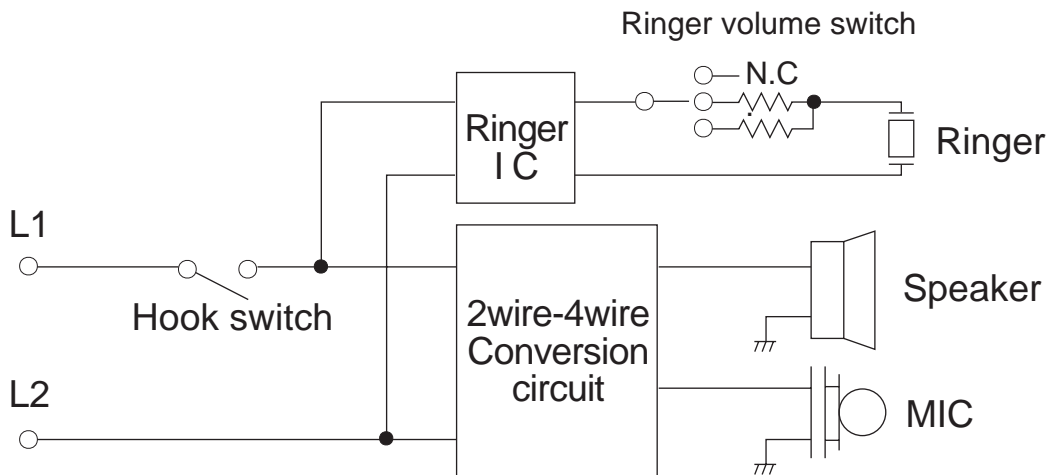 Ringer volume switch
N.C
Ringer
I C
Ringer
L1
Hook switch
2wire-4wire
Conversion
circuit
Speaker
L2
MIC